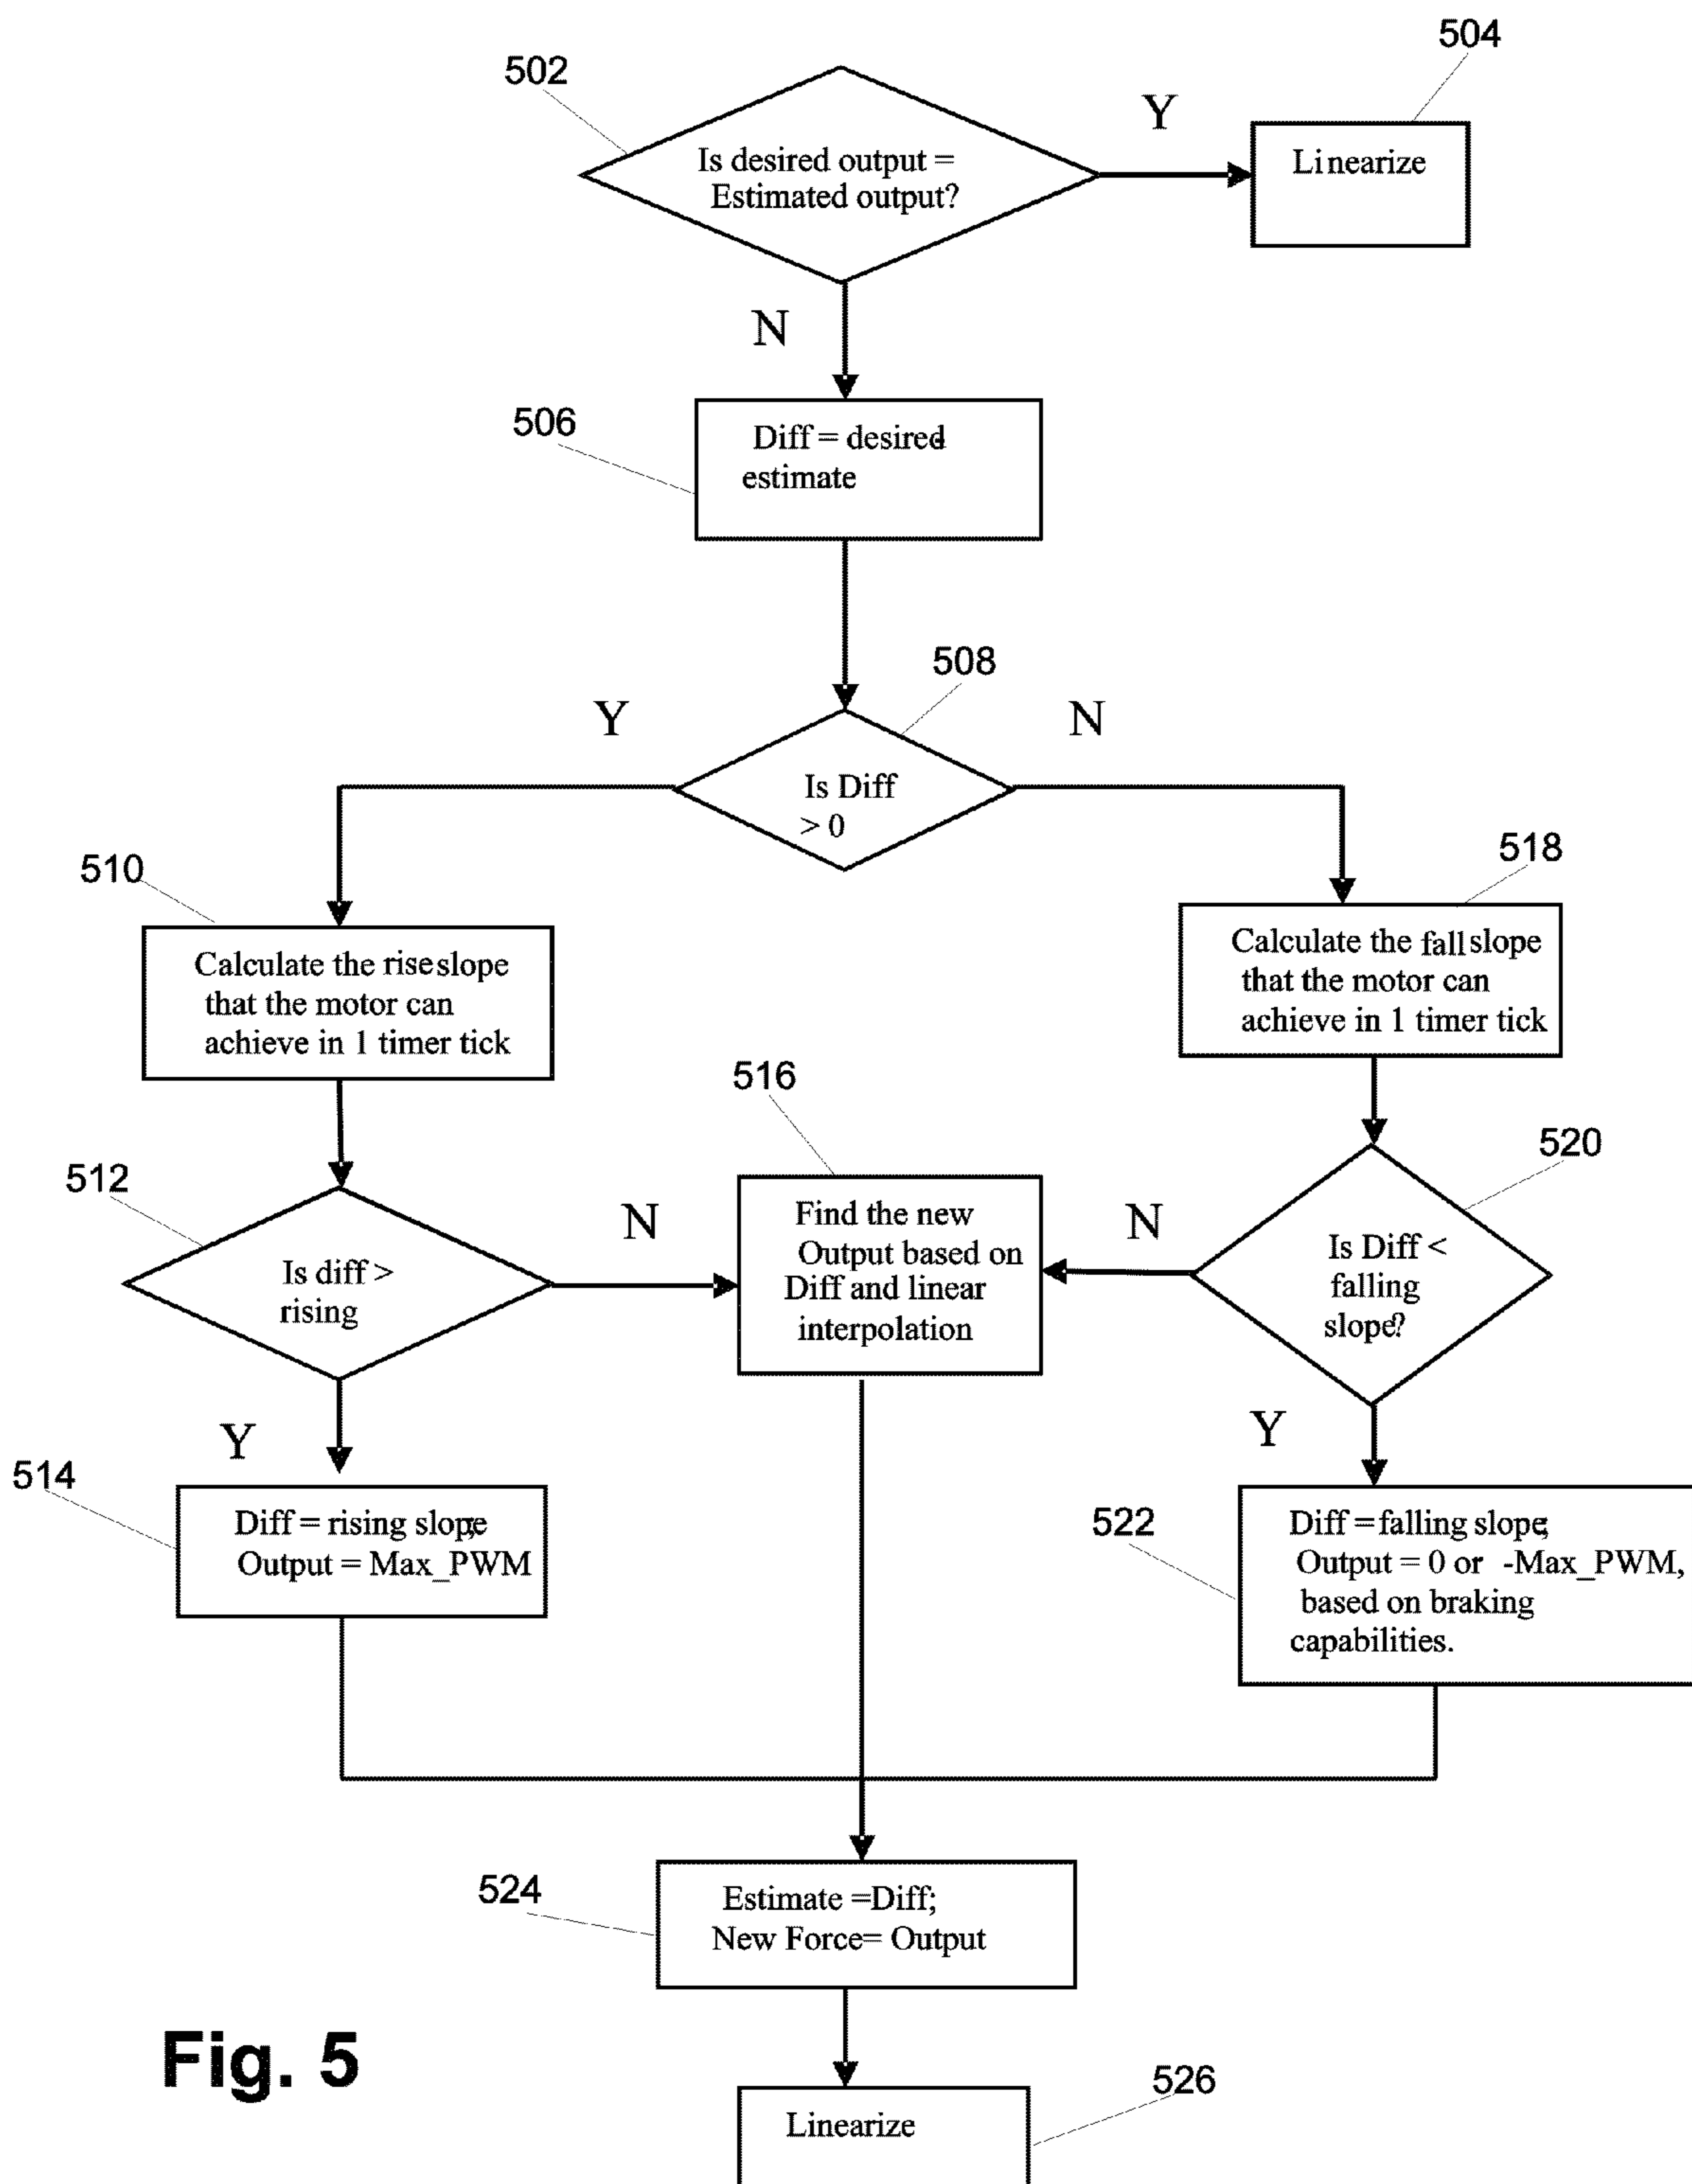 504
502
Y
Is desired output =
Estimated output?
Linearize
N
506
Diff = desired-
estimate
508
Y
N
Is Diff
> 0
510
518
Calculate the rise slope
that the motor can
achieve in 1 timer tick
Calculate the fall slope
that the motor can
achieve in 1 timer tick
516
512
520
N
N
Find the new
Output based on
Diff and linear
interpolation
Is diff >
rising
Is Diff <
falling
slope?
Y
Y
514
522
Diff = rising slope;
Output = Max_PWM
Diff = falling slope;
Output = 0 or -Max_PWM,
based on braking
capabilities.
524
Estimate =Diff;
New Force= Output
Fig. 5
526
Linearize